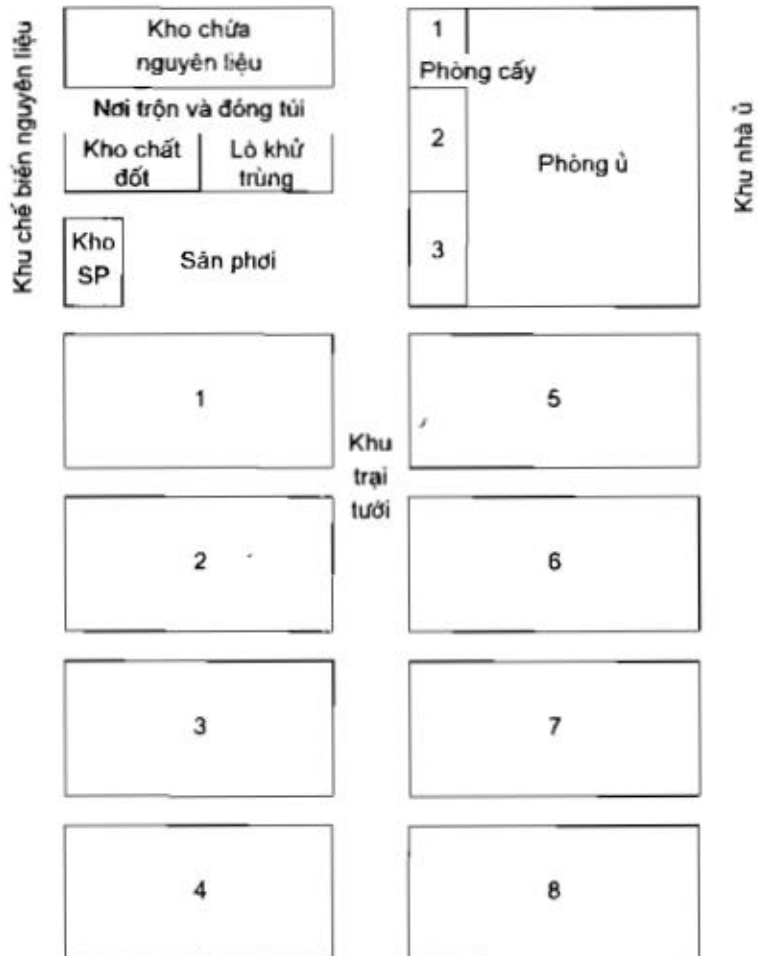 Khu chế biến nguyên liệu
Kho chứa
nguyên liệu
Nơi trộn và đóng túi
Kho chất
đốt
Lò khử
trùng
Kho
SP
Sân phơi
1
Phòng cấy
2
3
Phòng ủ
Khu nhà ủ
1
5
Khu
trại
tưới
2
6
3
7
4
8